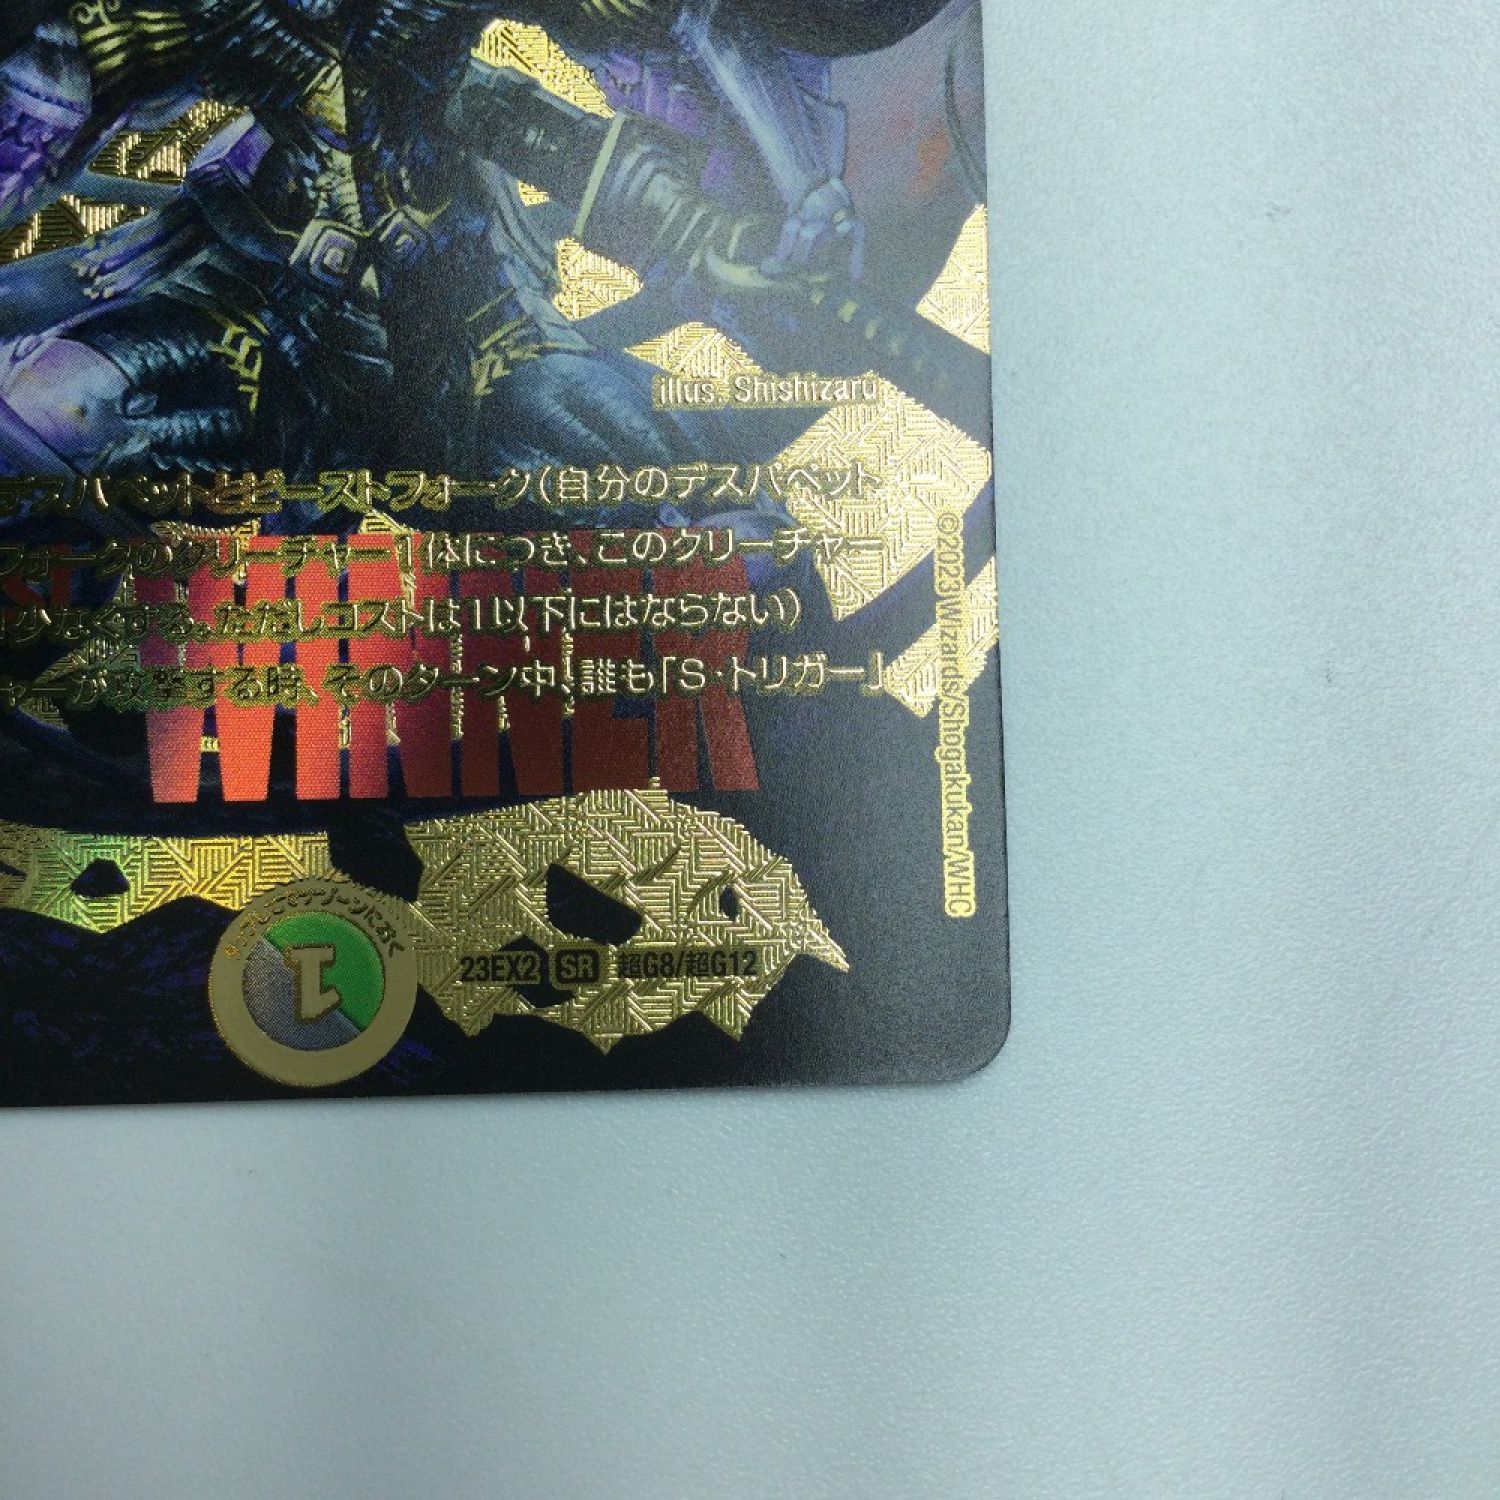 illus. Shishizaru
デスパペットとビーストフォーク(自分のデスパペット
フォークのクリーチャー1体につき、このクリーチャー
少なくする。ただしコストは1以下にはならない)
ャーが攻撃する時、そのターン中、誰も「S・トリガー」
WINNER
©2023 Wizards/Shogakukan/WHC
1
23EX2 SR 超G8/超G12